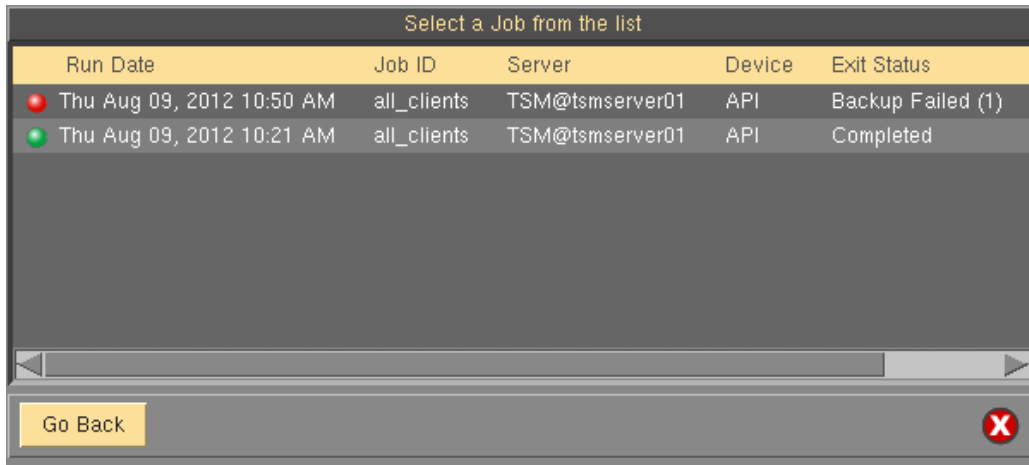 Select a Job from the list
Run Date Job ID Server Device Exit Status
Thu Aug 09, 2012 10:50 AM all_clients TSM@tsmserver01 API Backup Failed (1)
Thu Aug 09, 2012 10:21 AM all_clients TSM@tsmserver01 API Completed
Go Back